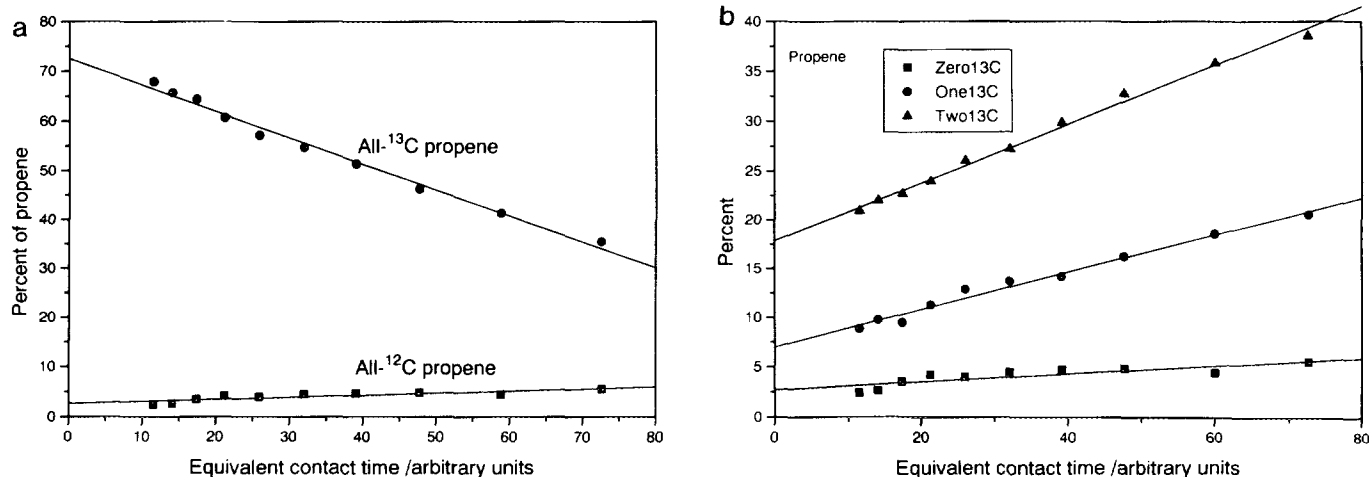 a
Percent of propene
80
70
60
50
40
30
20
10
0
All-¹³C propene
All-¹²C propene
0 10 20 30 40 50 60 70 80
Equivalent contact time /arbitrary units
b
Percent
40
35
30
25
20
15
10
5
0
Propene
Zero13C
One13C
Two13C
0 20 40 60 80
Equivalent contact time /arbitrary units